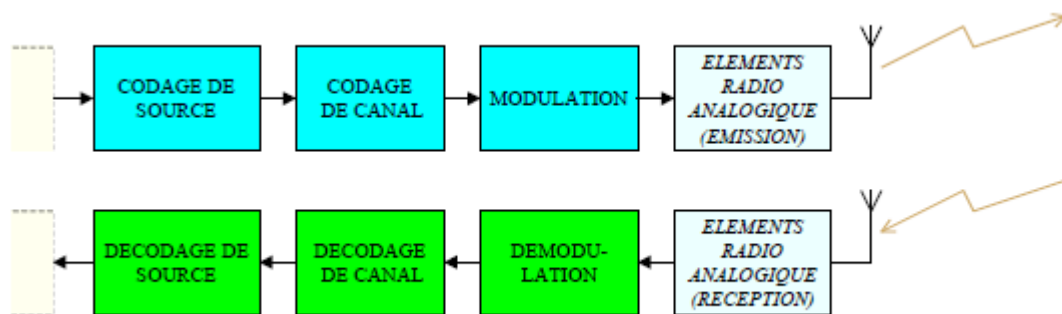 CODAGE DE
SOURCE
CODAGE
DE CANAL
MODULATION
ELEMENTS
RADIO
ANALOGIQUE
(EMISSION)
DECODAGE DE
SOURCE
DECODAGE
DE CANAL
DEMODU-
LATION
ELEMENTS
RADIO
ANALOGIQUE
(RECEPTION)